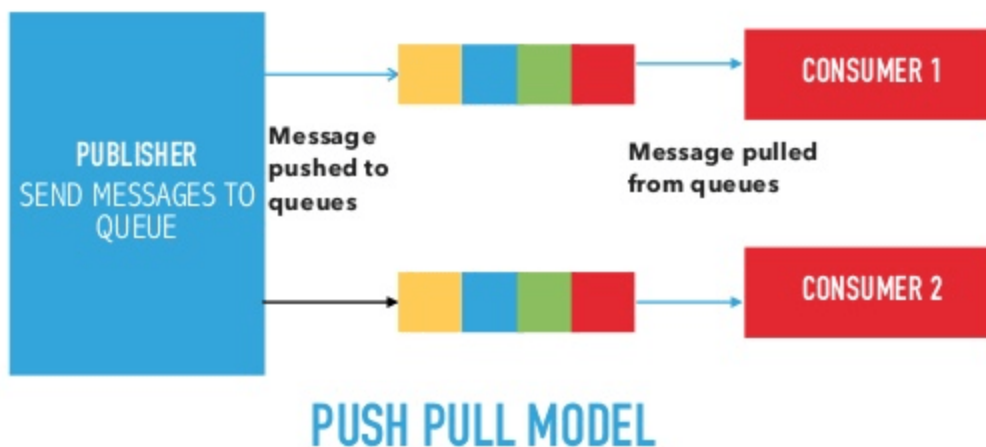 PUBLISHER
SEND MESSAGES TO
QUEUE
Message
pushed to
queues
Message pulled
from queues
CONSUMER 1
CONSUMER 2
PUSH PULL MODEL